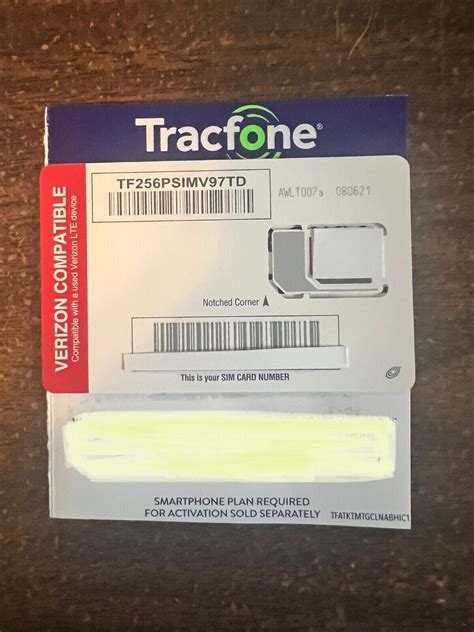 Tracfone®
VERIZON COMPATIBLE
Compatible with a used Verizon LTE device
TF256PSIMV97TD
AWLT007a 080621
Notched Corner
This is your SIM CARD NUMBER
SMARTPHONE PLAN REQUIRED
FOR ACTIVATION SOLD SEPARATELY
TFATKTMTGCLNABHIC1